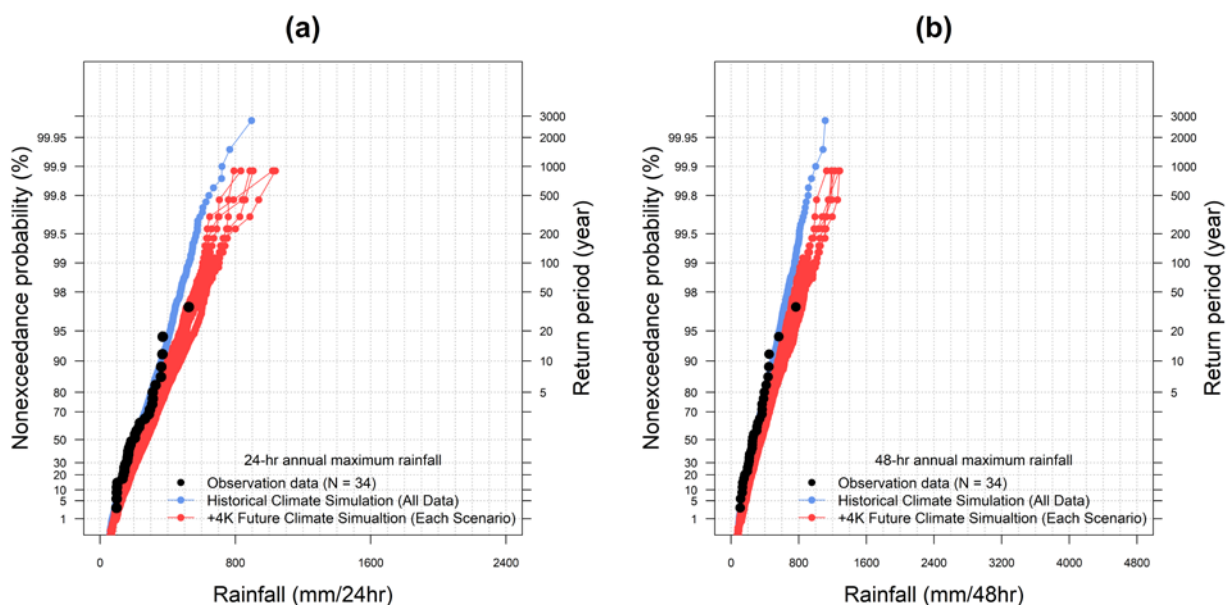 (a)
Nonexceedance probability (%)
99.95
99.9
99.8
99.5
99
98
95
90
80
70
50
30
20
10
5
1
3000
2000
1000
500
200
100
50
20
10
5
Return period (year)
24-hr annual maximum rainfall
Observation data (N = 34)
Historical Climate Simulation (All Data)
+4K Future Climate Simualtion (Each Scenario)
0 800 1600 2400
Rainfall (mm/24hr)
(b)
Nonexceedance probability (%)
99.95
99.9
99.8
99.5
99
98
95
90
80
70
50
30
20
10
5
1
3000
2000
1000
500
200
100
50
20
10
5
Return period (year)
48-hr annual maximum rainfall
Observation data (N = 34)
Historical Climate Simulation (All Data)
+4K Future Climate Simualtion (Each Scenario)
0 800 1600 2400 3200 4000 4800
Rainfall (mm/48hr)